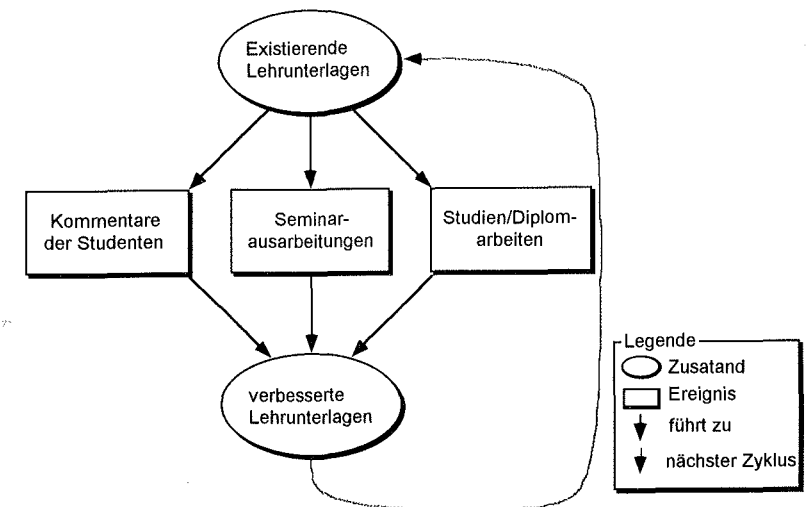 Existierende
Lehrunterlagen
Kommentare
der Studenten
Seminar-
ausarbeitungen
Studien/Diplom-
arbeiten
verbesserte
Lehrunterlagen
Legende
Zusatand
Ereignis
führt zu
nächster Zyklus